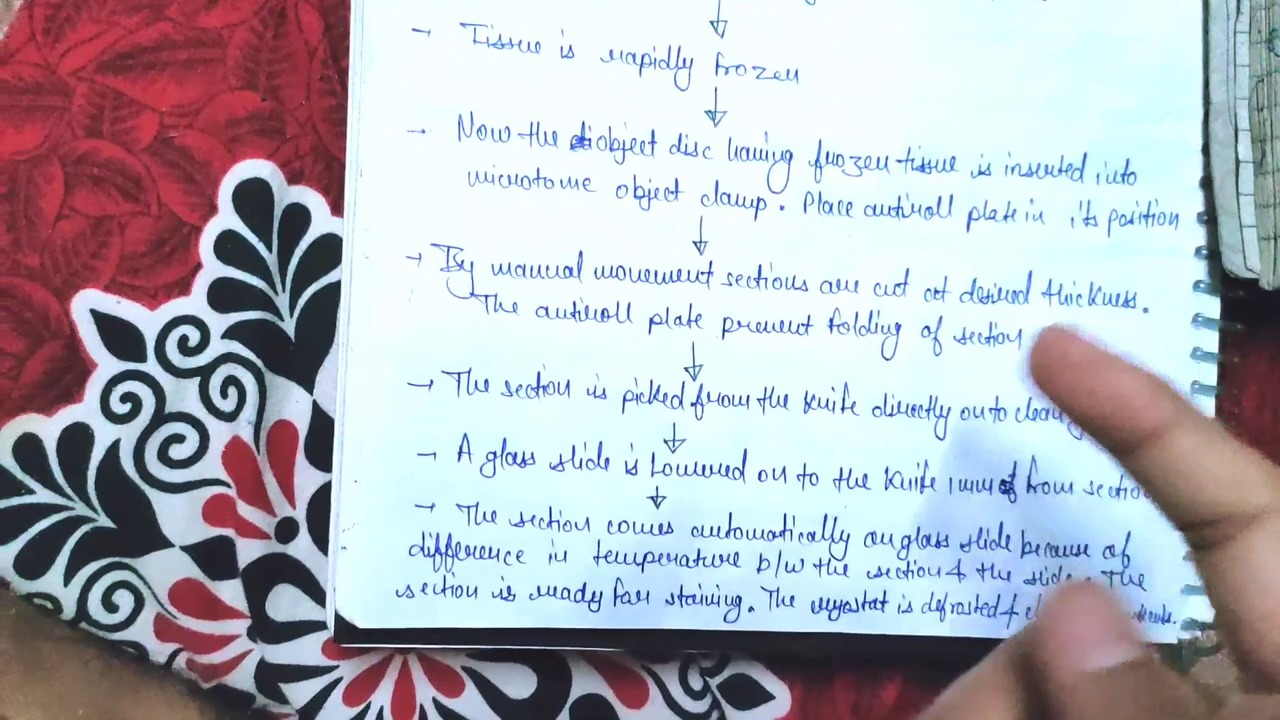 → Tissue is rapidly frozen
→ Now the object disc having frozen tissue is inserted into
microtome object clamp. Place antiroll plate in it's position
→ By manual movement sections are cut at desired thickness.
The antiroll plate prevent folding of section
→ The section is picked from the knife directly onto clean
→ A glass slide is Lowered on to the knife 1mm from section
→ The section comes automatically on glass slide because of
difference in temperature b/w the section & the slide. The
section is ready for staining. The cryostat is defrosted &